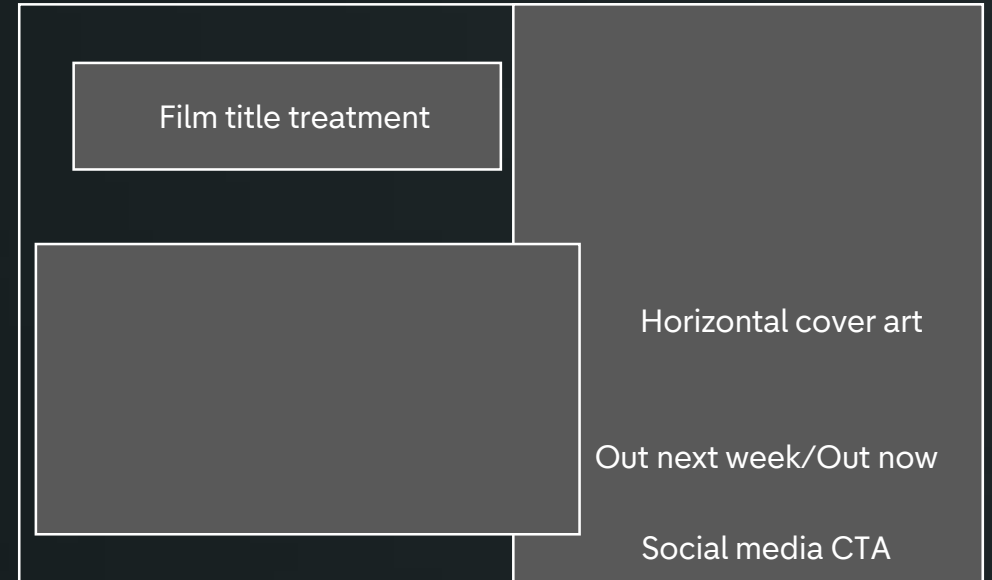 Film title treatment
Horizontal cover art
Out next week/Out now
Social media CTA